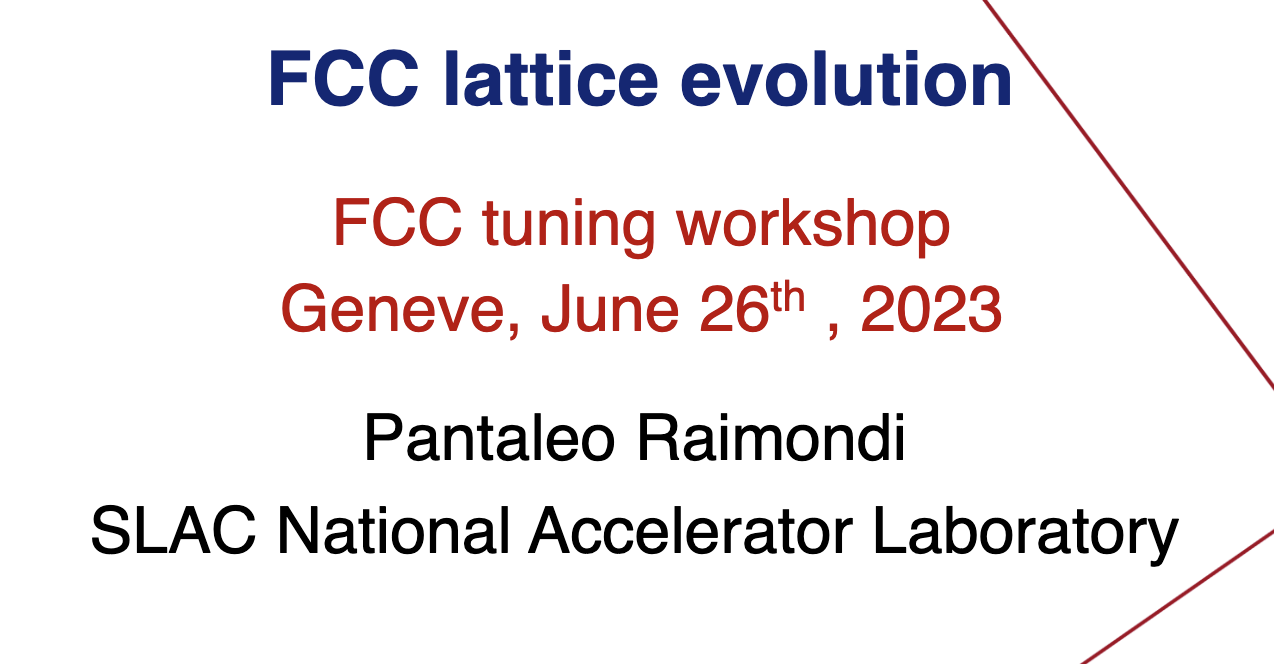 FCC lattice evolution
FCC tuning workshop
Geneve, June 26th , 2023
Pantaleo Raimondi
SLAC National Accelerator Laboratory